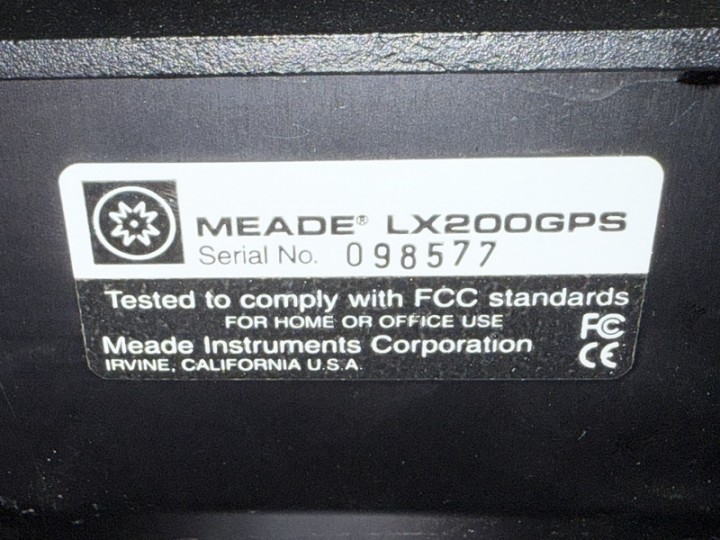 MEADE® LX200GPS
Serial No. 098577
Tested to comply with FCC standards
FOR HOME OR OFFICE USE
FC
Meade Instruments Corporation
CE
IRVINE, CALIFORNIA U.S.A.